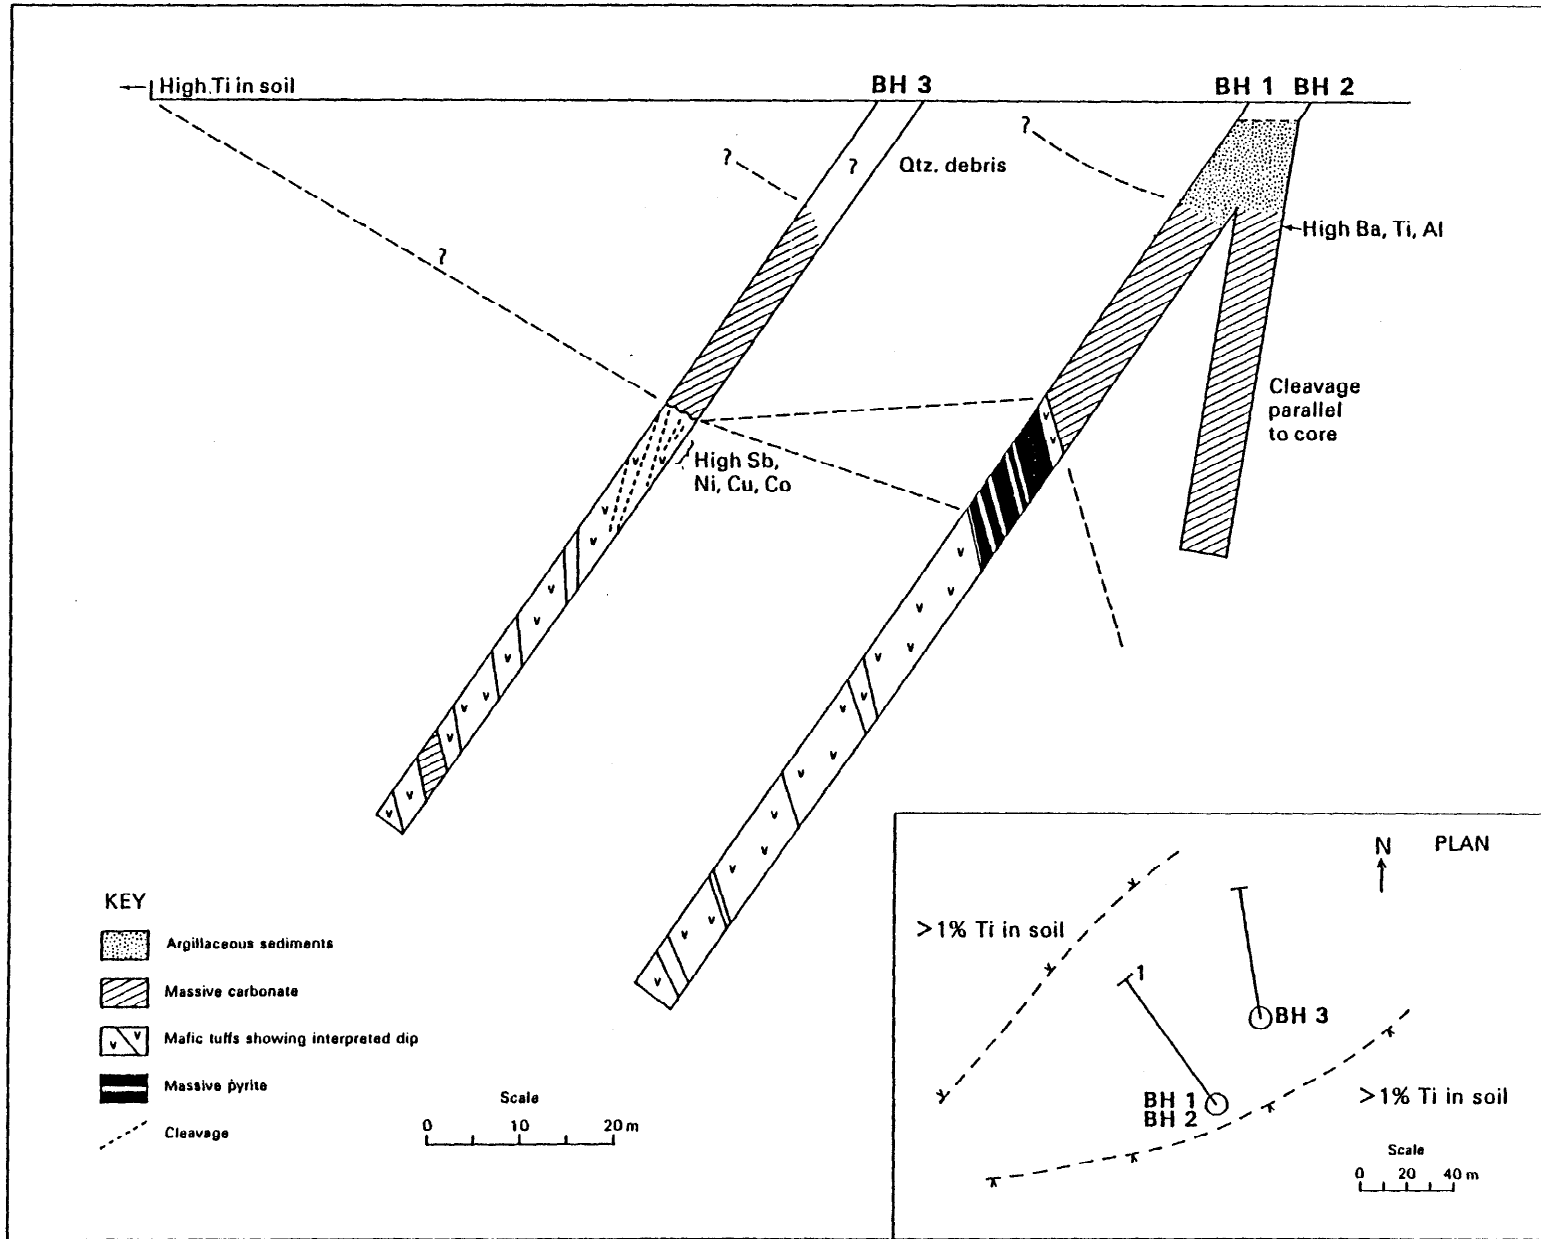 High Ti in soil
BH 3
BH 1 BH 2
?
?
?
Qtz. debris
?
High Ba, Ti, Al
Cleavage
parallel
to core
High Sb,
Ni, Cu, Co
KEY
Argillaceous sediments
Massive carbonate
Mafic tuffs showing interpreted dip
Massive pyrite
Cleavage
Scale
0 10 20 m
N PLAN
>1% Ti in soil
1
BH 3
BH 1
BH 2
>1% Ti in soil
Scale
0 20 40 m